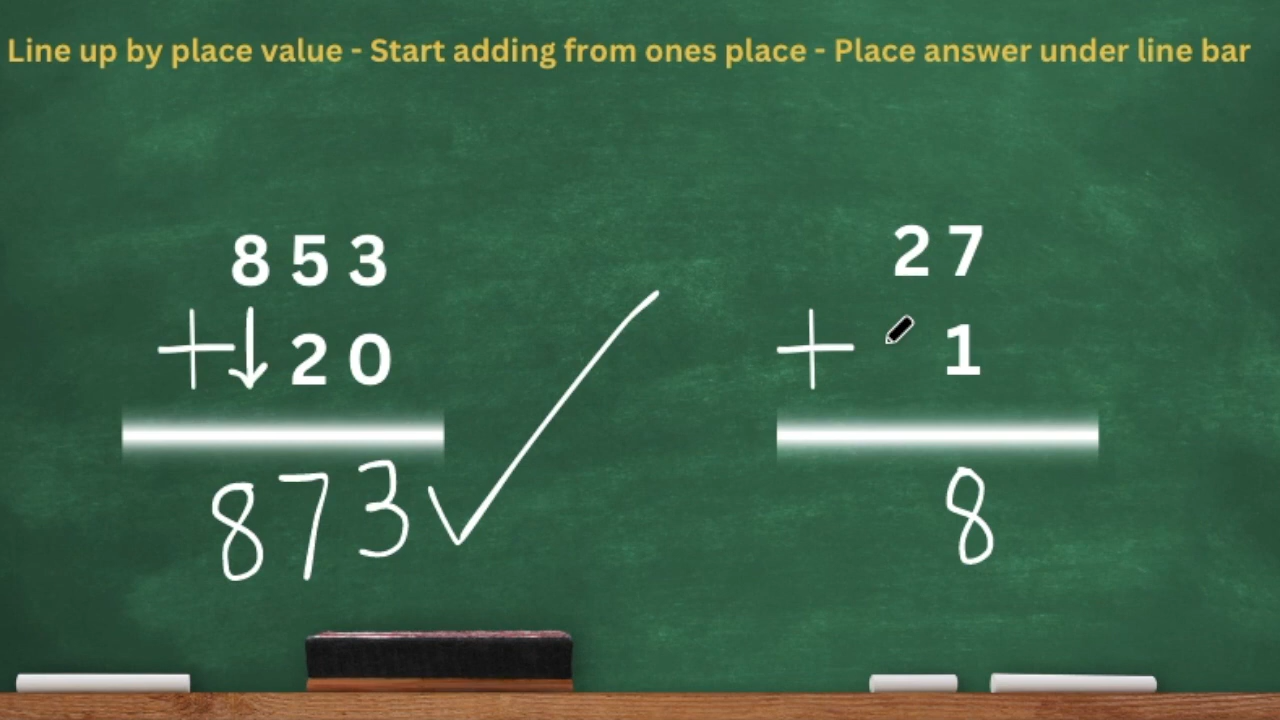 Line up by place value - Start adding from ones place - Place answer under line bar
853
+ ↓ 20
873 ✓
27
+ 1
8